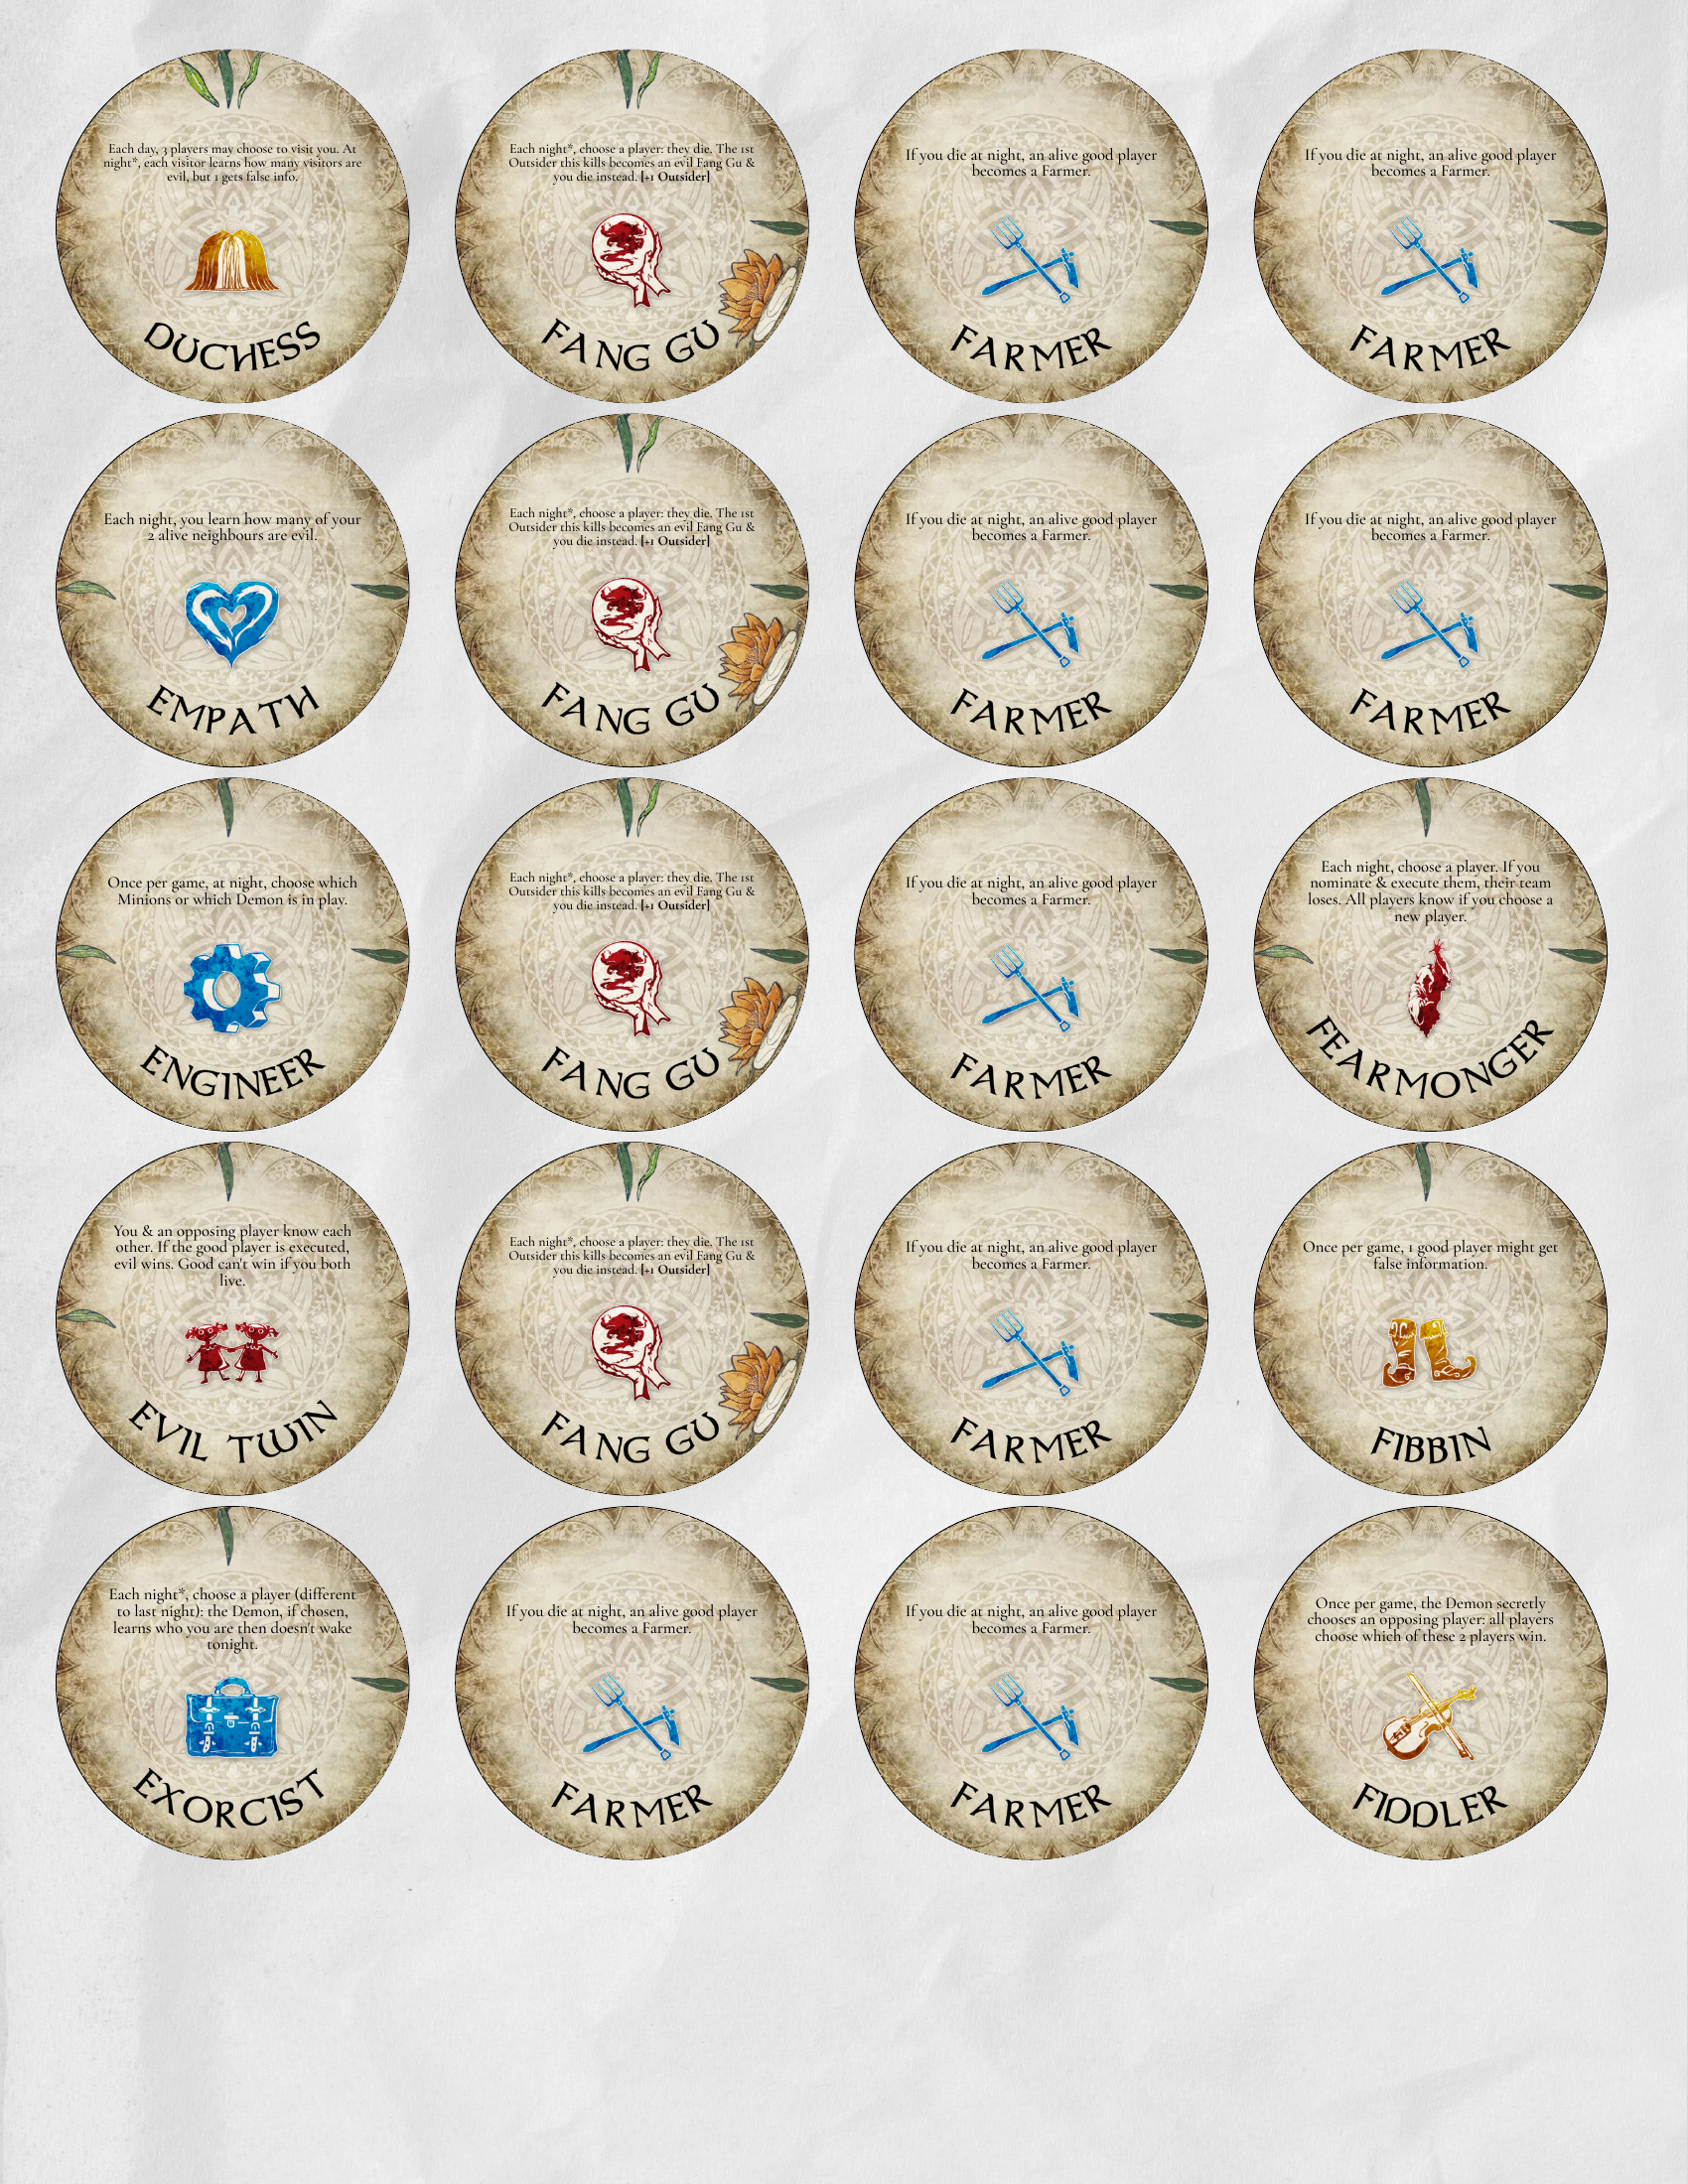 Each day, 3 players may choose to visit you. At
night*, each visitor learns how many visitors are
evil, but 1 gets false info.
DUCHESS
Each night*, choose a player: they die. The 1st
Outsider this kills becomes an evil Fang Gu &
you die instead. [+1 Outsider]
FANG GU
If you die at night, an alive good player
becomes a Farmer.
FARMER
If you die at night, an alive good player
becomes a Farmer.
FARMER
Each night, you learn how many of your
2 alive neighbours are evil.
EMPATH
Each night*, choose a player: they die. The 1st
Outsider this kills becomes an evil Fang Gu &
you die instead. [+1 Outsider]
FANG GU
If you die at night, an alive good player
becomes a Farmer.
FARMER
If you die at night, an alive good player
becomes a Farmer.
FARMER
Once per game, at night, choose which
Minions or which Demon is in play.
ENGINEER
Each night*, choose a player: they die. The 1st
Outsider this kills becomes an evil Fang Gu &
you die instead. [+1 Outsider]
FANG GU
If you die at night, an alive good player
becomes a Farmer.
FARMER
Each night, choose a player. If you
nominate & execute them, their team
loses. All players know if you choose a
new player.
FEARMONGER
You & an opposing player know each
other. If the good player is executed,
evil wins. Good can't win if you both
live.
EVIL TWIN
Each night*, choose a player: they die. The 1st
Outsider this kills becomes an evil Fang Gu &
you die instead. [+1 Outsider]
FANG GU
If you die at night, an alive good player
becomes a Farmer.
FARMER
Once per game, 1 good player might get
false information.
FIBBIN
Each night*, choose a player (different
to last night): the Demon, if chosen,
learns who you are then doesn't wake
tonight.
EXORCIST
If you die at night, an alive good player
becomes a Farmer.
FARMER
If you die at night, an alive good player
becomes a Farmer.
FARMER
Once per game, the Demon secretly
chooses an opposing player: all players
choose which of these 2 players win.
FIDDLER